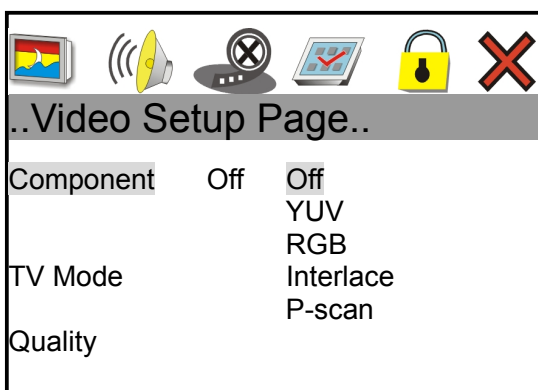 ..Video Setup Page..
Component Off Off
YUV
RGB
TV Mode Interlace
P-scan
Quality